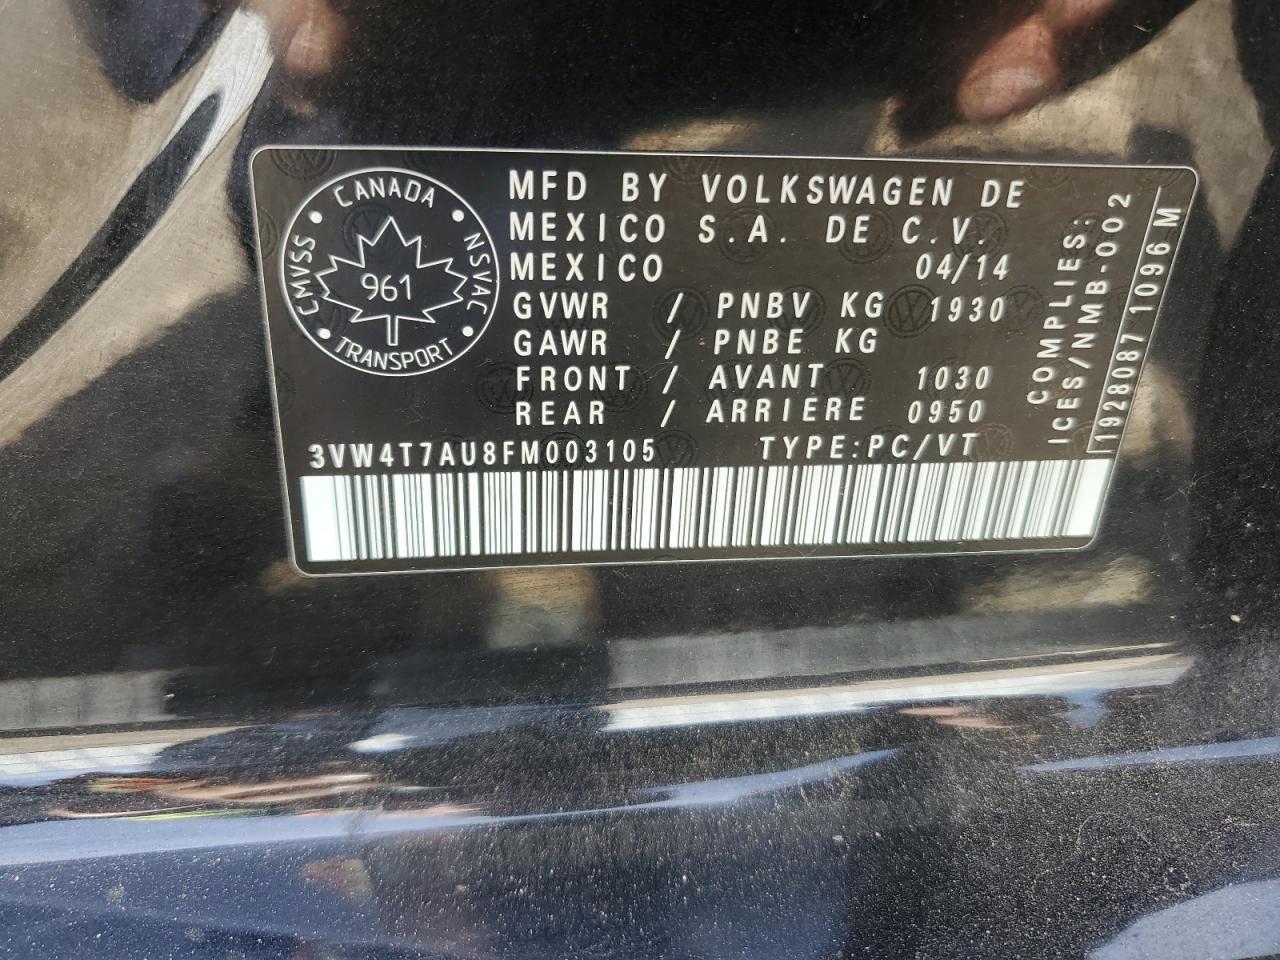 CANADA
CMVSS
961
NSVAC
TRANSPORT
MFD BY VOLKSWAGEN DE
MEXICO S.A. DE C.V.
MEXICO 04/14
GVWR / PNBV KG 1930
GAWR / PNBE KG
FRONT / AVANT 1030
REAR / ARRIERE 0950
3VW4T7AU8FM003105 TYPE:PC/VT
COMPLIES:
ICES/NMB-002
1928087 1096 M